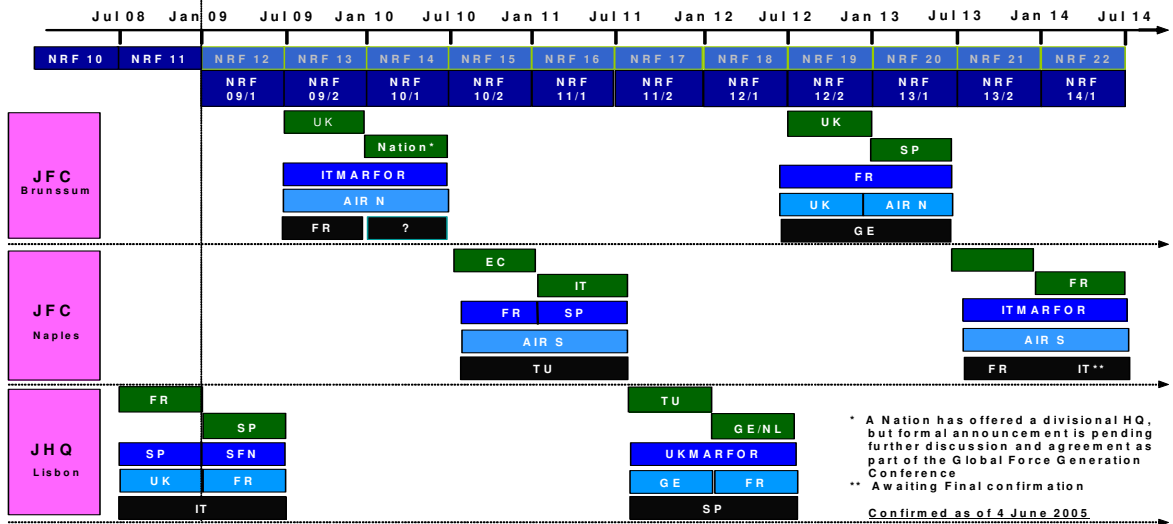 Jul 08 Jan 09 Jul 09 Jan 10 Jul 10 Jan 11 Jul 11 Jan 12 Jul 12 Jan 13 Jul 13 Jan 14 Jul 14
NRF 10 NRF 11 NRF 12 NRF 13 NRF 14 NRF 15 NRF 16 NRF 17 NRF 18 NRF 19 NRF 20 NRF 21 NRF 22
NRF NRF NRF NRF NRF NRF NRF NRF NRF NRF NRF
09/1 09/2 10/1 10/2 11/1 11/2 12/1 12/2 13/1 13/2 14/1
JFC
Brunssum
UK UK
Nation* SP
ITMARFOR FR
AIR N UK AIR N
FR ? GE
JFC
Naples
EC
IT FR
FR SP ITMARFOR
AIR S AIR S
TU FR IT**
JHQ
Lisbon
FR TU
SP GE/NL
SP SFN UKMARFOR
UK FR GE FR
IT SP
* A Nation has offered a divisional HQ,
but formal announcement is pending
further discussion and agreement as
part of the Global Force Generation
Conference
** Awaiting Final confirmation
Confirmed as of 4 June 2005